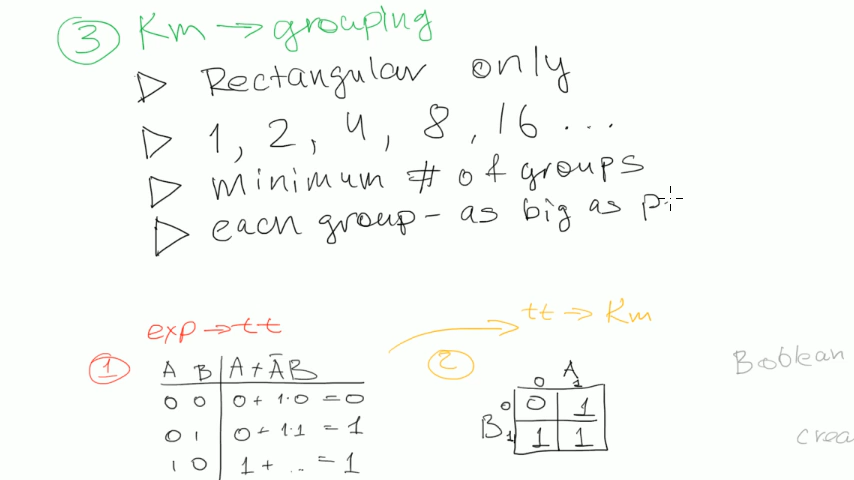 ③ Km → grouping
▷ Rectangular only
▷ 1, 2, 4, 8, 16 ...
▷ minimum # of groups
▷ each group - as big as p
exp → tt
tt → Km
① A B | A + A̅B
②
0 0 | 0 + 1·0 = 0
0 1 | 0 + 1·1 = 1
1 0 | 1 + ... = 1
A
0 1
B 0 0 1
1 1 1
Boolean
crea